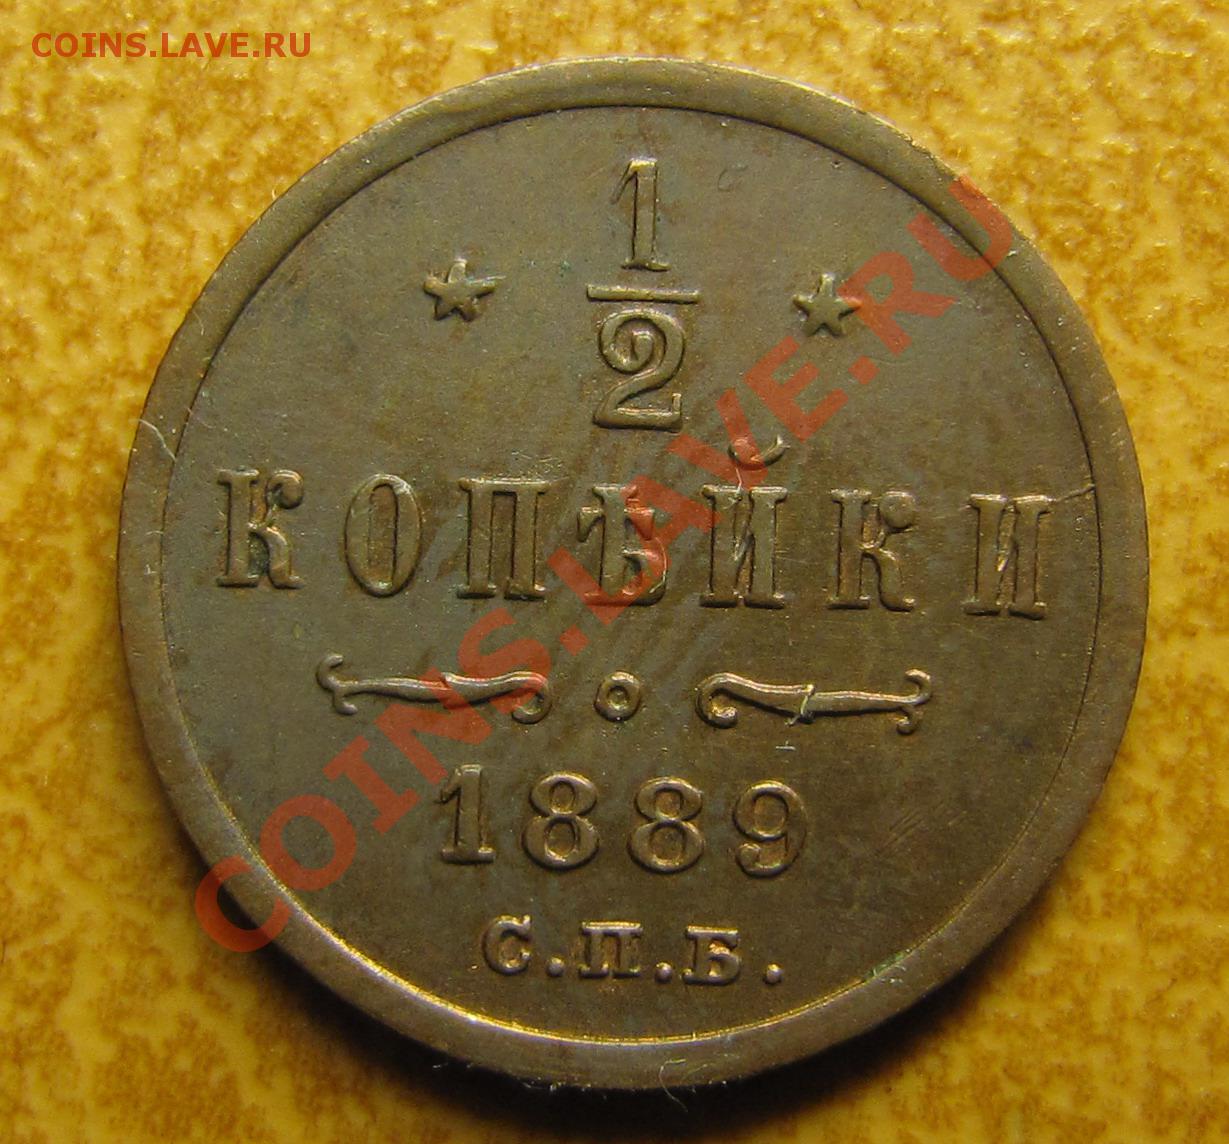 COINS.LAVE.RU
1
2
КОПѢЙКИ
1889
С.П.Б.
COINS.LAVE.RU